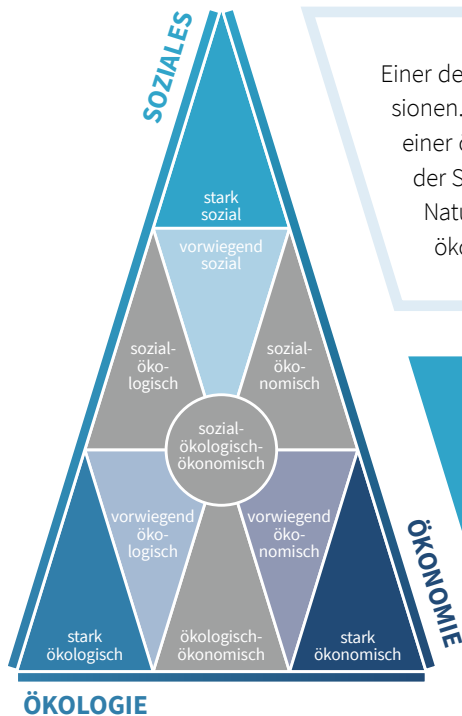 SOZIALES
Einer de
sionen.
einer ö
der S
Natu
öko
stark
sozial
vorwiegend
sozial
sozial-
öko-
logisch
sozial-
öko-
nomisch
sozial-
ökologisch-
ökonomisch
vorwiegend
öko-
logisch
vorwiegend
öko-
nomisch
stark
ökologisch
ökologisch-
ökonomisch
stark
ökonomisch
ÖKONOMIE
ÖKOLOGIE